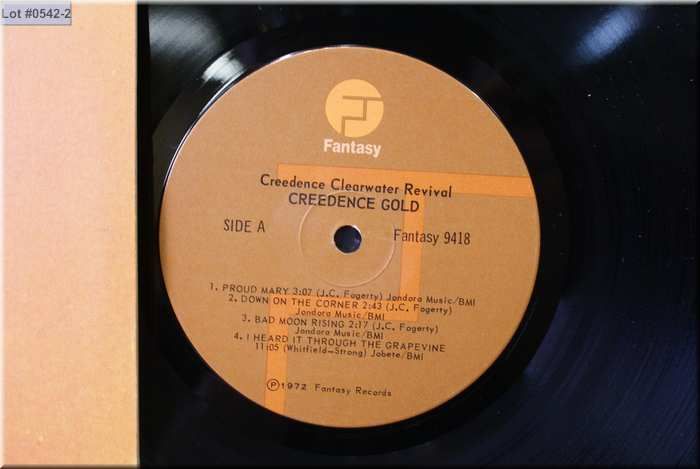 Lot #0542-2
Fantasy
Creedence Clearwater Revival
CREEDENCE GOLD
SIDE A
Fantasy 9418
1. PROUD MARY 3:07 (J.C. Fogerty) Jondora Music/BMI
2. DOWN ON THE CORNER 2:43 (J.C. Fogerty)
Jondora Music/BMI
3. BAD MOON RISING 2:17 (J.C. Fogerty)
Jondora Music/BMI
4. I HEARD IT THROUGH THE GRAPEVINE
11:05 (Whitfield-Strong) Jobete/BMI
Ⓟ1972 Fantasy Records